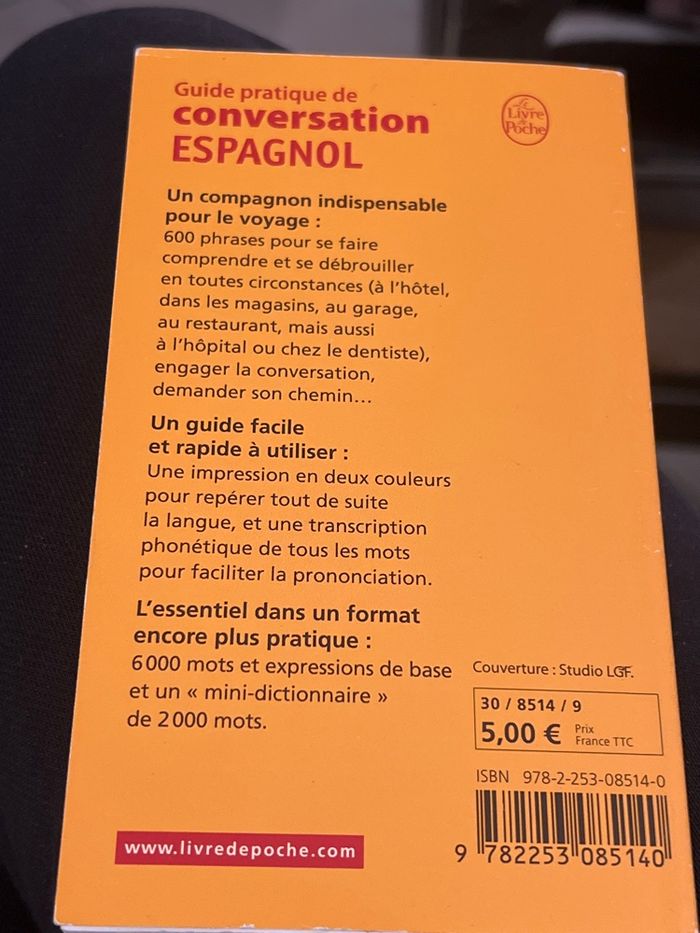 Guide pratique de
conversation
ESPAGNOL
Le
Livre
de
Poche
Un compagnon indispensable
pour le voyage :
600 phrases pour se faire
comprendre et se débrouiller
en toutes circonstances (à l'hôtel,
dans les magasins, au garage,
au restaurant, mais aussi
à l'hôpital ou chez le dentiste),
engager la conversation,
demander son chemin...
Un guide facile
et rapide à utiliser :
Une impression en deux couleurs
pour repérer tout de suite
la langue, et une transcription
phonétique de tous les mots
pour faciliter la prononciation.
L'essentiel dans un format
encore plus pratique :
6 000 mots et expressions de base
et un « mini-dictionnaire »
de 2 000 mots.
Couverture : Studio LGF.
30 / 8514 / 9
5,00 € Prix
France TTC
ISBN 978-2-253-08514-0
9 782253 085140
www.livredepoche.com